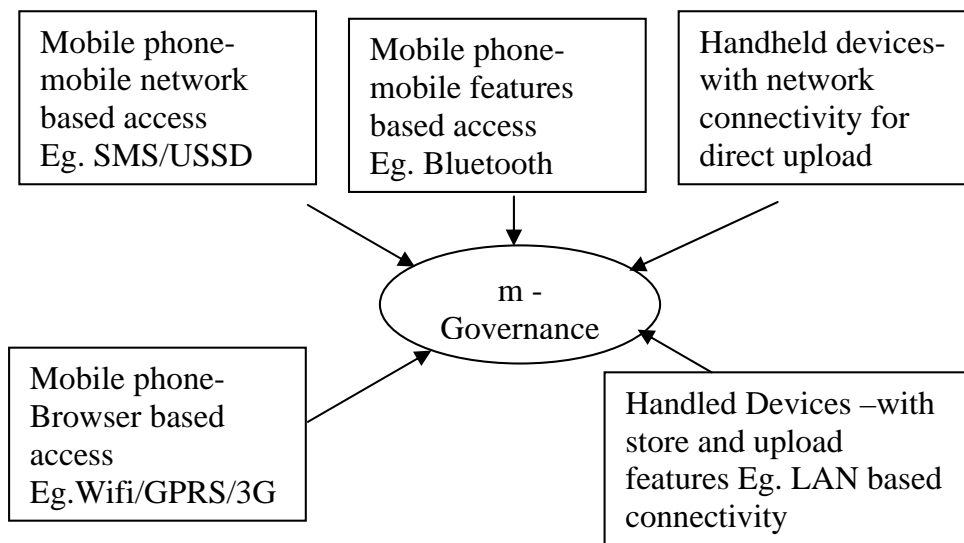 Mobile phone-
mobile network
based access
Eg. SMS/USSD
Mobile phone-
mobile features
based access
Eg. Bluetooth
Handheld devices-
with network
connectivity for
direct upload
m -
Governance
Mobile phone-
Browser based
access
Eg.Wifi/GPRS/3G
Handled Devices –with
store and upload
features Eg. LAN based
connectivity